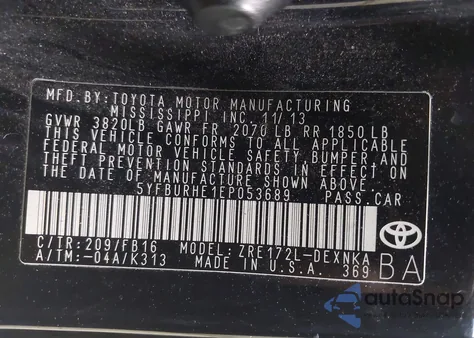 MFD.BY:TOYOTA MOTOR MANUFACTURING
MISSISSIPPI INC. 11/13
GVWR 3820LB GAWR FR 2070 LB RR 1850LB
THIS VEHICLE CONFORMS TO ALL APPLICABLE
FEDERAL MOTOR VEHICLE SAFETY, BUMPER, AND
THEFT PREVENTION STANDARDS IN EFFECT ON
THE DATE OF MANUFACTURE SHOWN ABOVE.
5YFBURHE1EP053689 PASS.CAR
C/TR:209/FB16 MODEL:ZRE172L-DEXNKA
A/TM:-04A/K313 MADE IN U.S.A. 369 BA
autoSnap